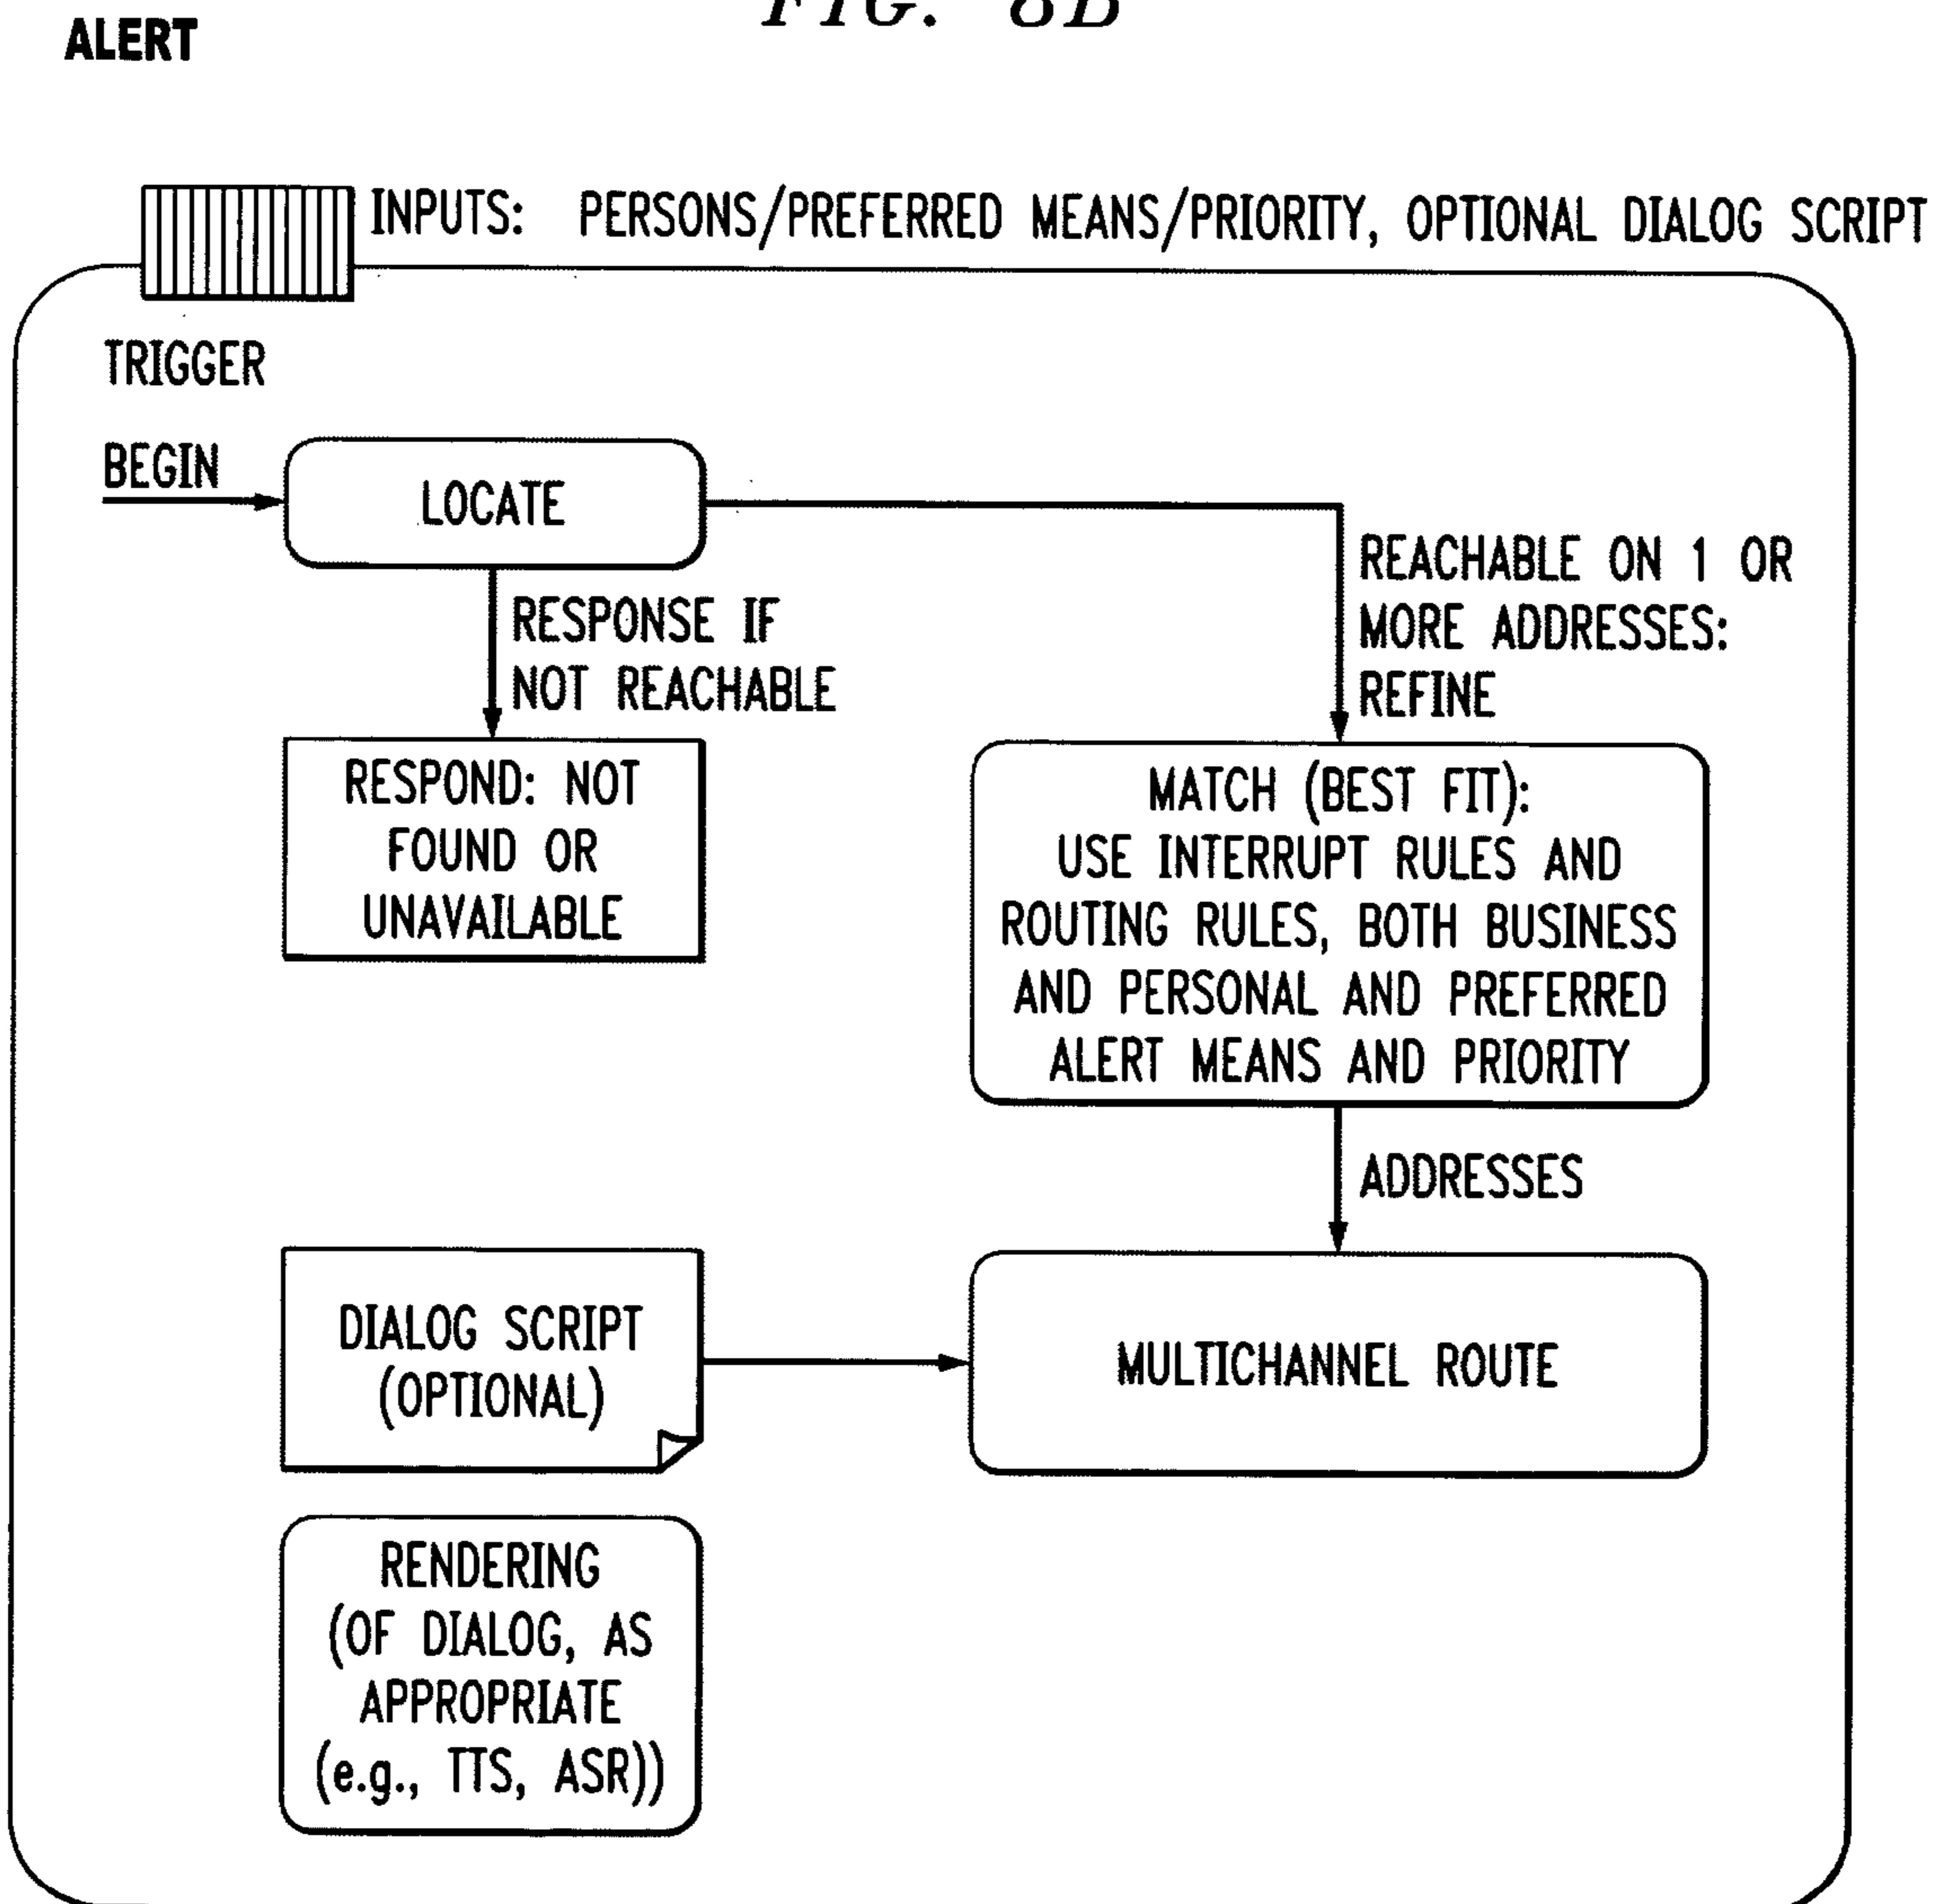 FIG. 8B
ALERT
INPUTS: PERSONS/PREFERRED MEANS/PRIORITY, OPTIONAL DIALOG SCRIPT
TRIGGER
BEGIN
LOCATE
REACHABLE ON 1 OR
MORE ADDRESSES:
REFINE
RESPONSE IF
NOT REACHABLE
RESPOND: NOT
FOUND OR
UNAVAILABLE
MATCH (BEST FIT):
USE INTERRUPT RULES AND
ROUTING RULES, BOTH BUSINESS
AND PERSONAL AND PREFERRED
ALERT MEANS AND PRIORITY
ADDRESSES
DIALOG SCRIPT
(OPTIONAL)
MULTICHANNEL ROUTE
RENDERING
(OF DIALOG, AS
APPROPRIATE
(e.g., TTS, ASR))